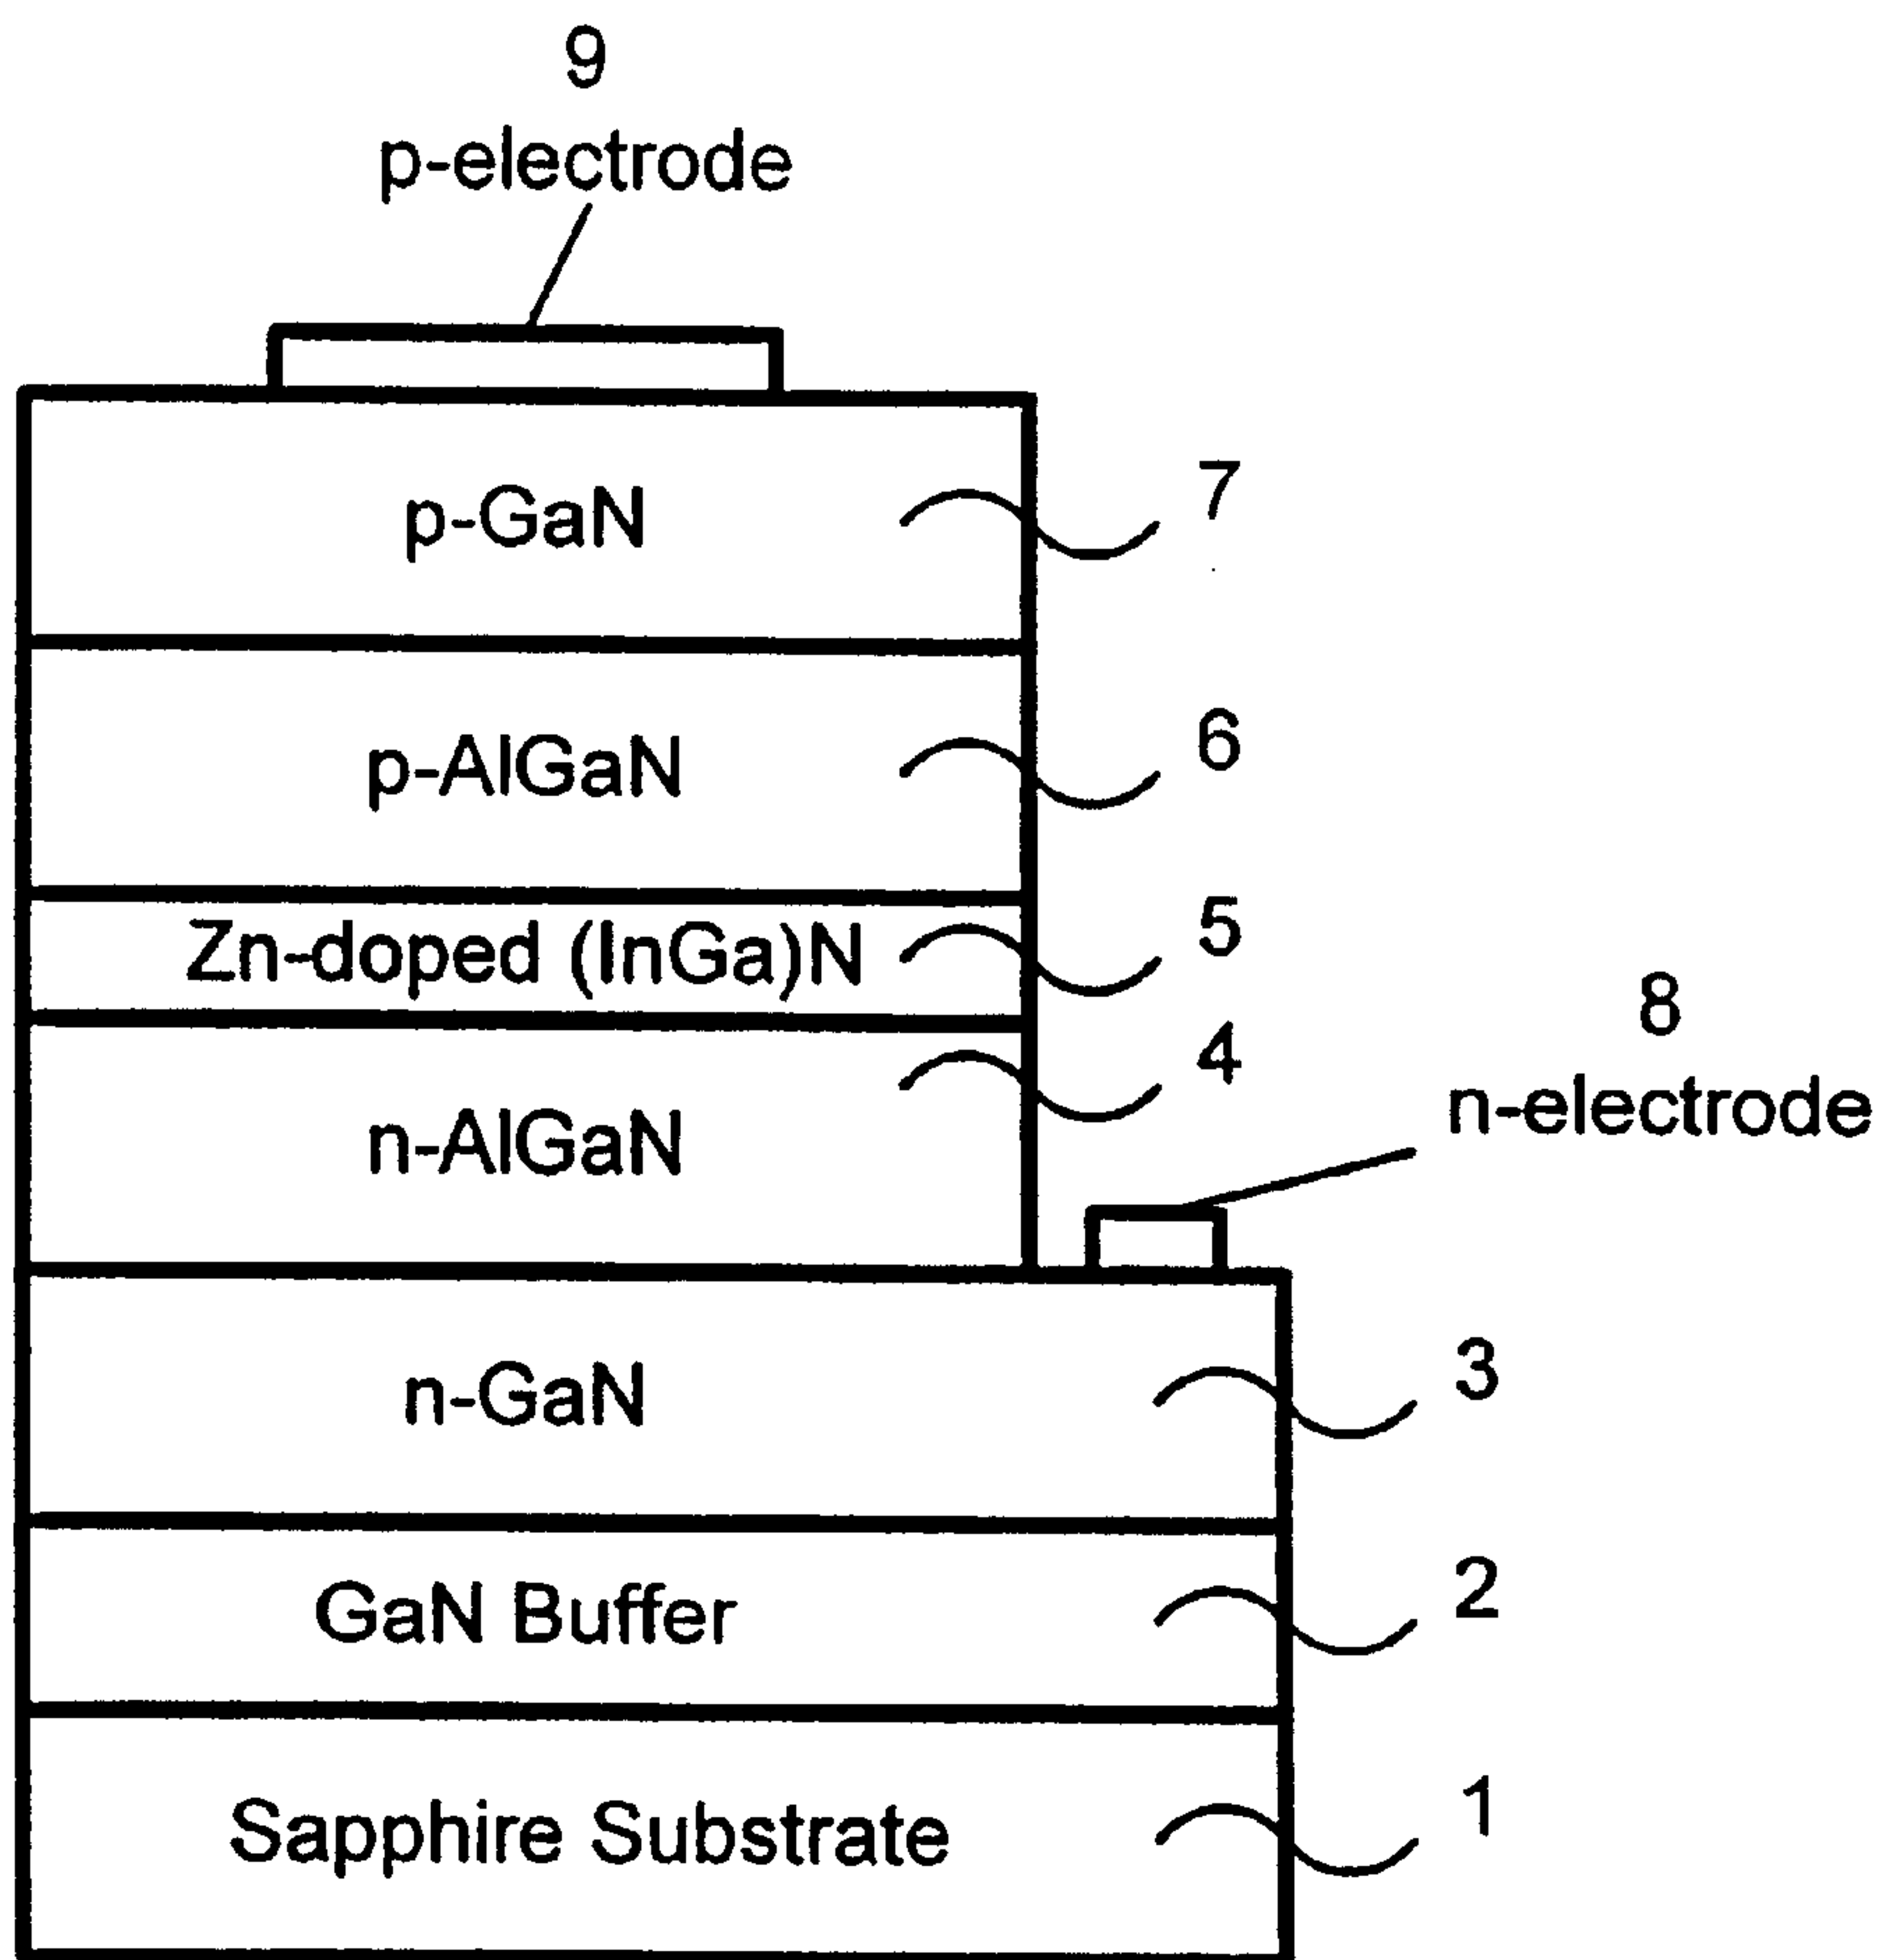 9
p-electrode
p-GaN 7
p-AlGaN 6
Zn-doped (InGa)N 5
4
8
n-electrode
n-AlGaN
n-GaN 3
GaN Buffer 2
Sapphire Substrate 1